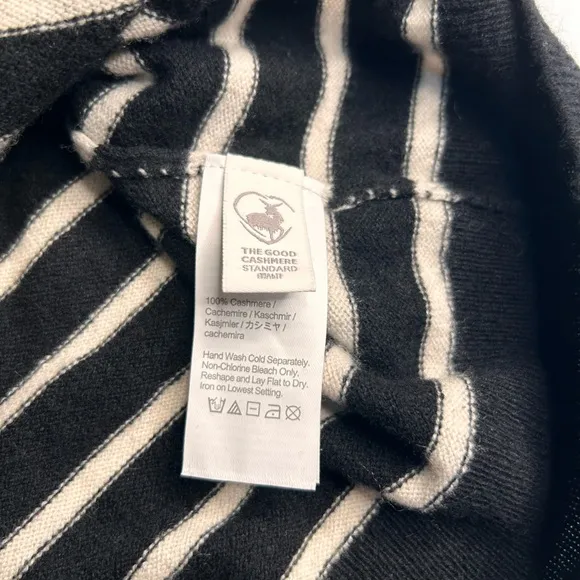 THE GOOD
CASHMERE
STANDARD
100% Cashmere /
Cachemire / Kaschmir /
Kasjmier / カシミヤ /
cachemira
Hand Wash Cold Separately.
Non-Chlorine Bleach Only.
Reshape and Lay Flat to Dry.
Iron on Lowest Setting.